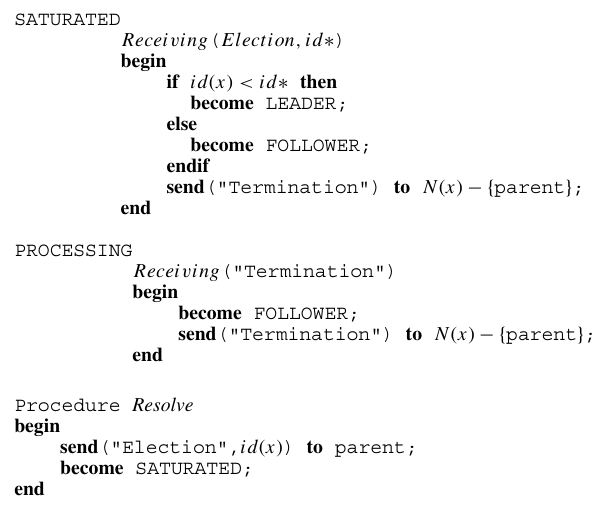 SATURATED
Receiving(Election, id∗)
begin
if id(x) < id∗ then
become LEADER;
else
become FOLLOWER;
endif
send("Termination") to N(x) − {parent};
end
PROCESSING
Receiving("Termination")
begin
become FOLLOWER;
send("Termination") to N(x) − {parent};
end
Procedure Resolve
begin
send("Election",id(x)) to parent;
become SATURATED;
end